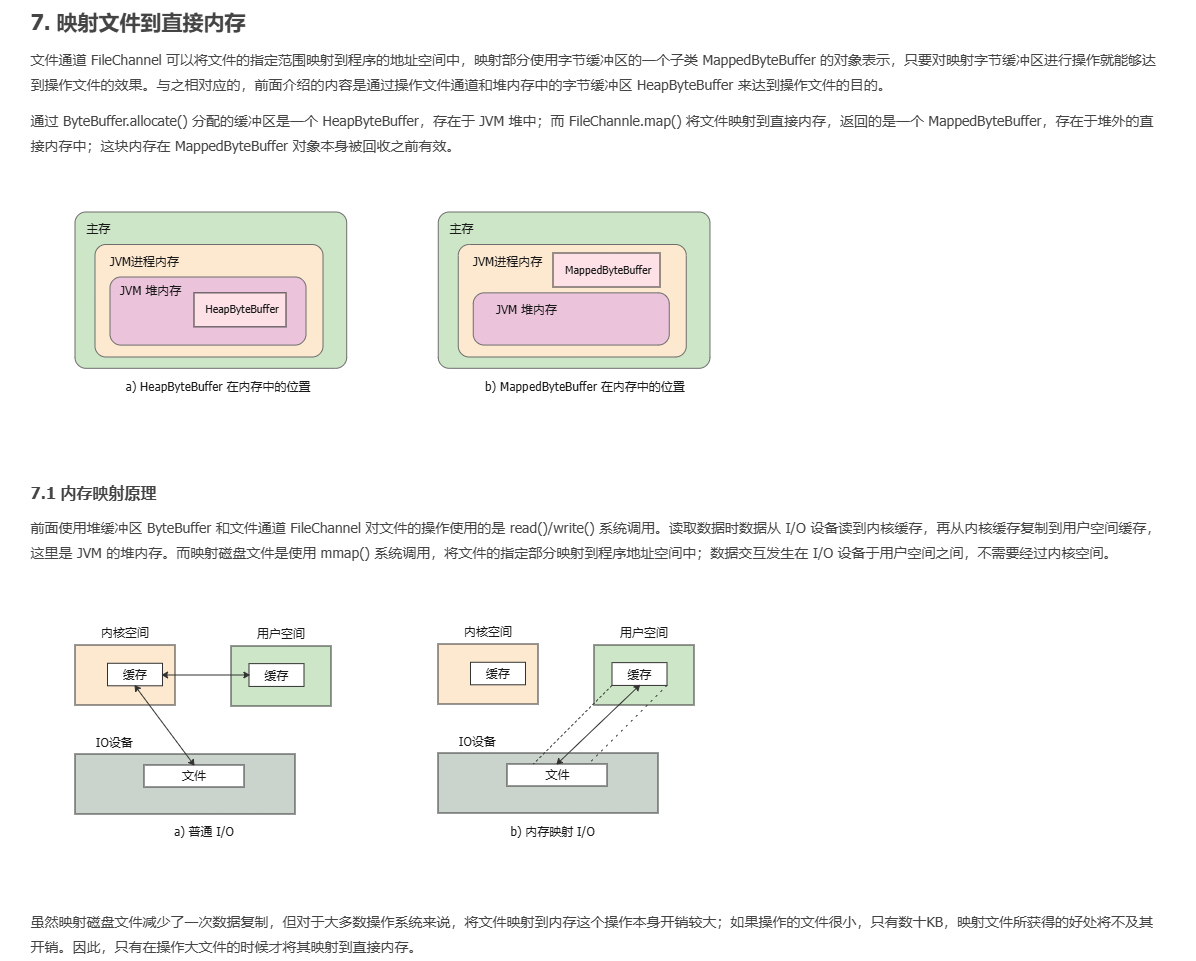 7. 映射文件到直接内存
文件通道 FileChannel 可以将文件的指定范围映射到程序的地址空间中，映射部分使用字节缓冲区的一个子类 MappedByteBuffer 的对象表示，只要对映射字节缓冲区进行操作就能够达
到操作文件的效果。与之相对应的，前面介绍的内容是通过操作文件通道和堆内存中的字节缓冲区 HeapByteBuffer 来达到操作文件的目的。
通过 ByteBuffer.allocate() 分配的缓冲区是一个 HeapByteBuffer，存在于 JVM 堆中；而 FileChannle.map() 将文件映射到直接内存，返回的是一个 MappedByteBuffer，存在于堆外的直
接内存中；这块内存在 MappedByteBuffer 对象本身被回收之前有效。
主存
JVM进程内存
JVM 堆内存
HeapByteBuffer
a) HeapByteBuffer 在内存中的位置
主存
JVM进程内存
MappedByteBuffer
JVM 堆内存
b) MappedByteBuffer 在内存中的位置
7.1 内存映射原理
前面使用堆缓冲区 ByteBuffer 和文件通道 FileChannel 对文件的操作使用的是 read()/write() 系统调用。读取数据时数据从 I/O 设备读到内核缓存，再从内核缓存复制到用户空间缓存，
这里是 JVM 的堆内存。而映射磁盘文件是使用 mmap() 系统调用，将文件的指定部分映射到程序地址空间中；数据交互发生在 I/O 设备于用户空间之间，不需要经过内核空间。
内核空间
用户空间
缓存
缓存
IO设备
文件
a) 普通 I/O
内核空间
用户空间
缓存
缓存
IO设备
文件
b) 内存映射 I/O
虽然映射磁盘文件减少了一次数据复制，但对于大多数操作系统来说，将文件映射到内存这个操作本身开销较大；如果操作的文件很小，只有数十KB，映射文件所获得的好处将不及其
开销。因此，只有在操作大文件的时候才将其映射到直接内存。